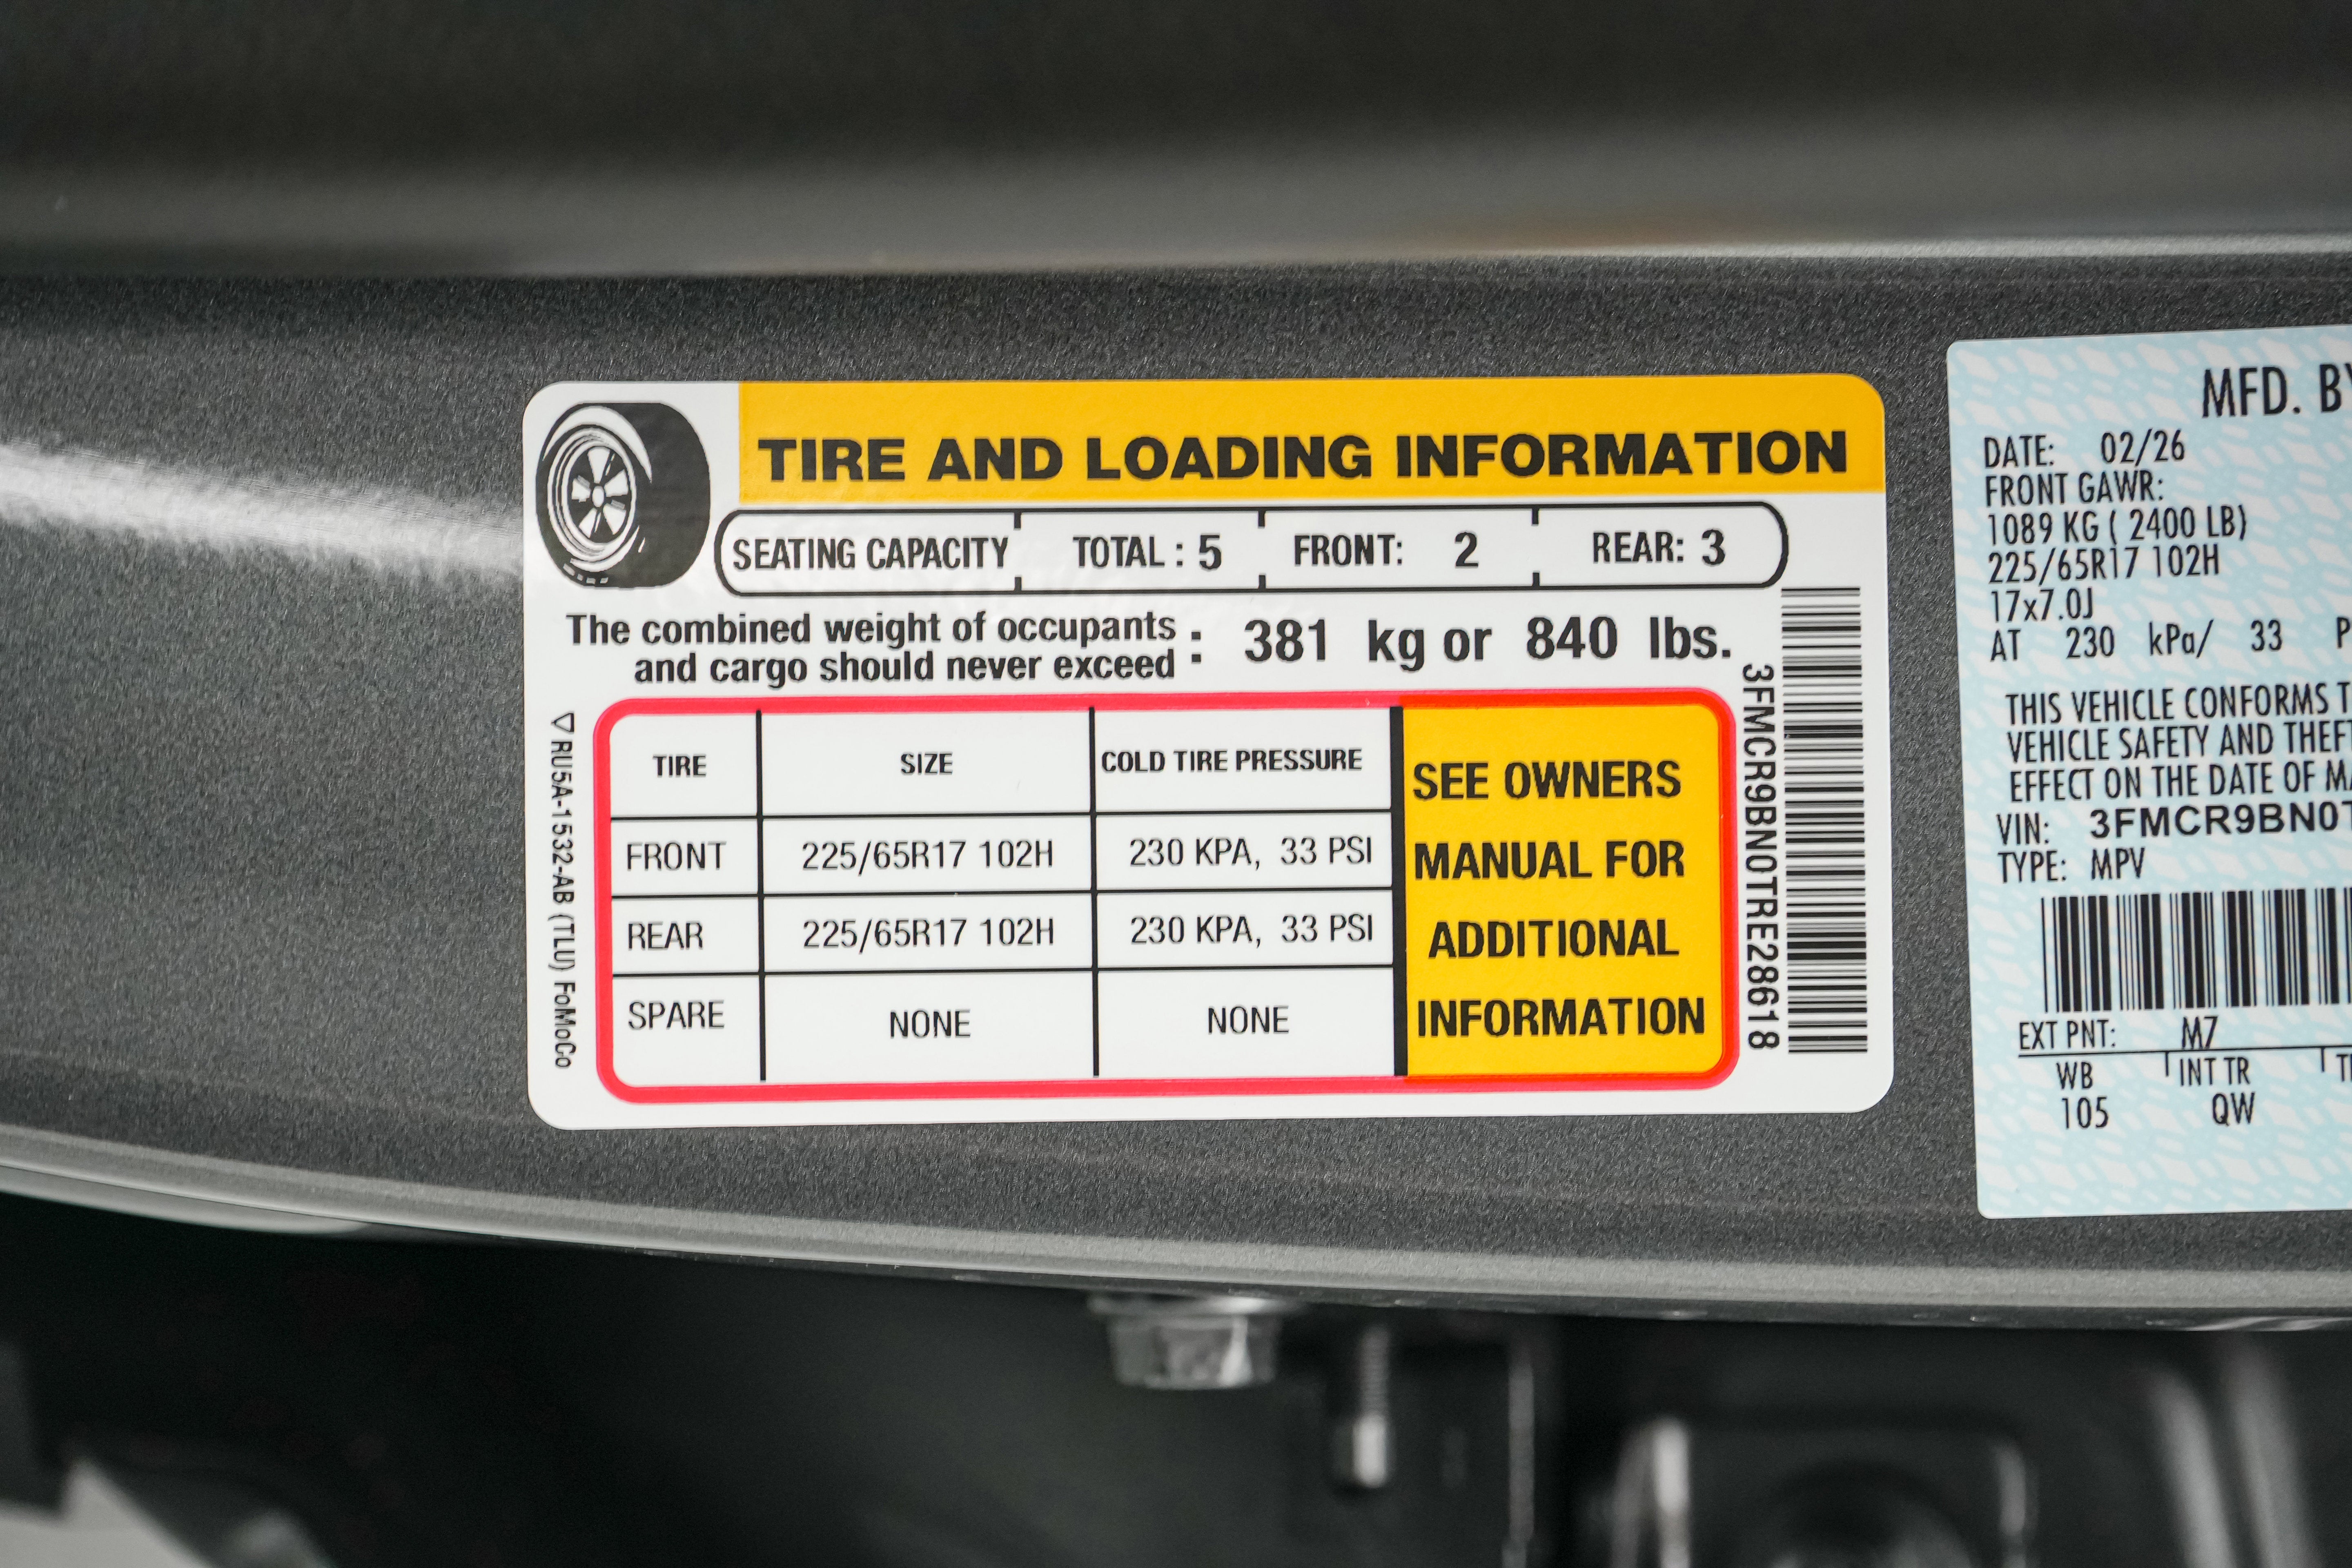 TIRE AND LOADING INFORMATION
SEATING CAPACITY TOTAL : 5 FRONT: 2 REAR: 3
The combined weight of occupants
and cargo should never exceed : 381 kg or 840 lbs.
TIRE SIZE COLD TIRE PRESSURE
FRONT 225/65R17 102H 230 KPA, 33 PSI
REAR 225/65R17 102H 230 KPA, 33 PSI
SPARE NONE NONE
SEE OWNERS
MANUAL FOR
ADDITIONAL
INFORMATION
RU5A-1532-AB (TLU) FoMoCo
3FMCR9BN0TRE28618
MFD. BY
DATE: 02/26
FRONT GAWR:
1089 KG ( 2400 LB)
225/65R17 102H
17x7.0J
AT 230 kPa/ 33
THIS VEHICLE CONFORMS
VEHICLE SAFETY AND THEFT
EFFECT ON THE DATE OF
VIN: 3FMCR9BN0T
TYPE: MPV
EXT PNT: M7
WB INT TR
105 QW